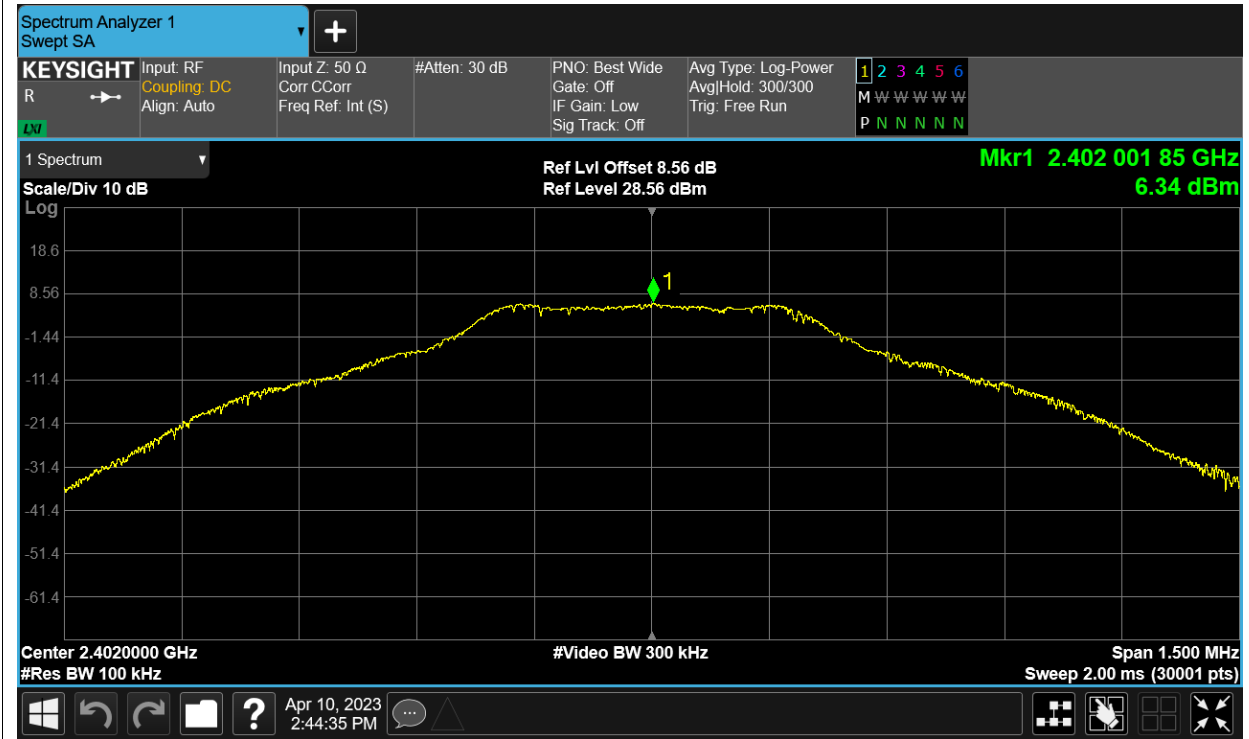 Spectrum Analyzer 1
Swept SA
▼
+
KEYSIGHT
R
LXI
Input: RF
Coupling: DC
Align: Auto
Input Z: 50 Ω
Corr CCorr
Freq Ref: Int (S)
#Atten: 30 dB
PNO: Best Wide
Gate: Off
IF Gain: Low
Sig Track: Off
Avg Type: Log-Power
Avg|Hold: 300/300
Trig: Free Run
1 2 3 4 5 6
M W W W W W
P N N N N N
1 Spectrum ▼
Scale/Div 10 dB
Log
Ref Lvl Offset 8.56 dB
Ref Level 28.56 dBm
Mkr1 2.402 001 85 GHz
6.34 dBm
18.6
8.56
-1.44
-11.4
-21.4
-31.4
-41.4
-51.4
-61.4
1
Center 2.4020000 GHz
#Res BW 100 kHz
#Video BW 300 kHz
Span 1.500 MHz
Sweep 2.00 ms (30001 pts)
?
Apr 10, 2023
2:44:35 PM